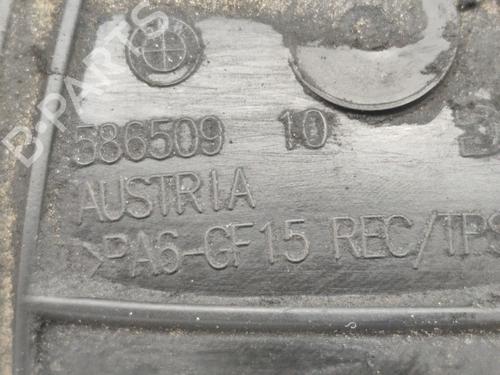 B-PARTS
586509 10
AUSTRIA
>PA6-GF15 REC/TPS